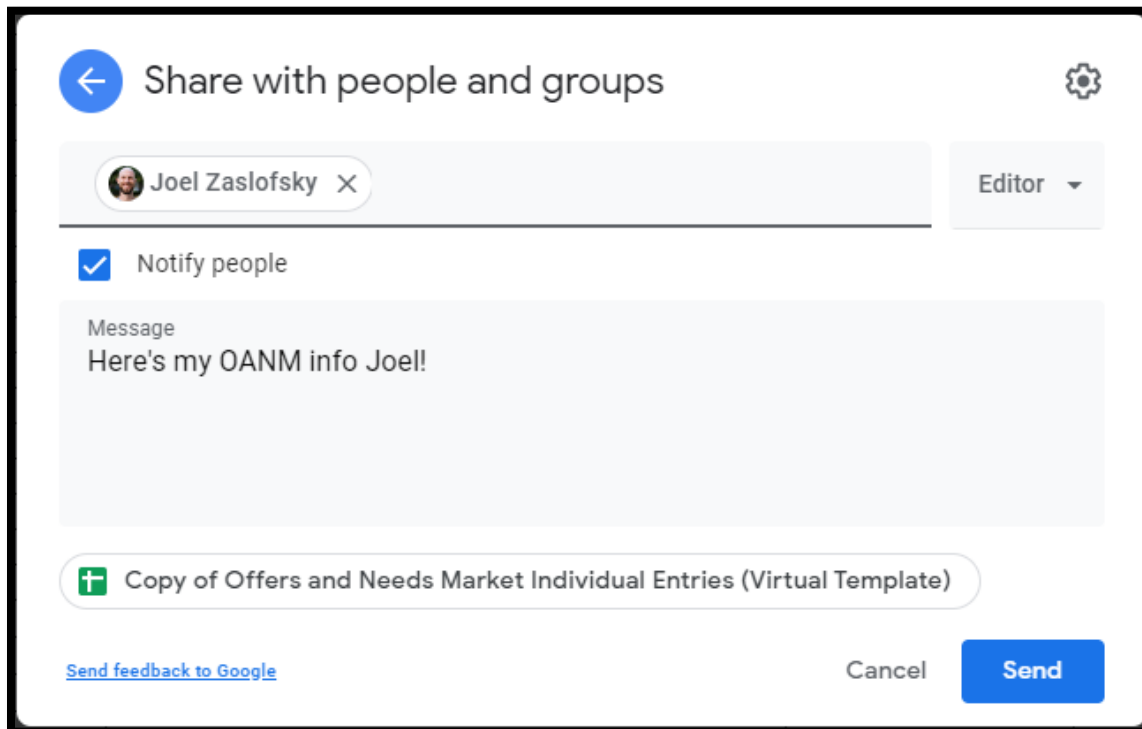 Share with people and groups
Joel Zaslofsky
Editor
Notify people
Message
Here's my OANM info Joel!
Copy of Offers and Needs Market Individual Entries (Virtual Template)
Send feedback to Google
Cancel
Send